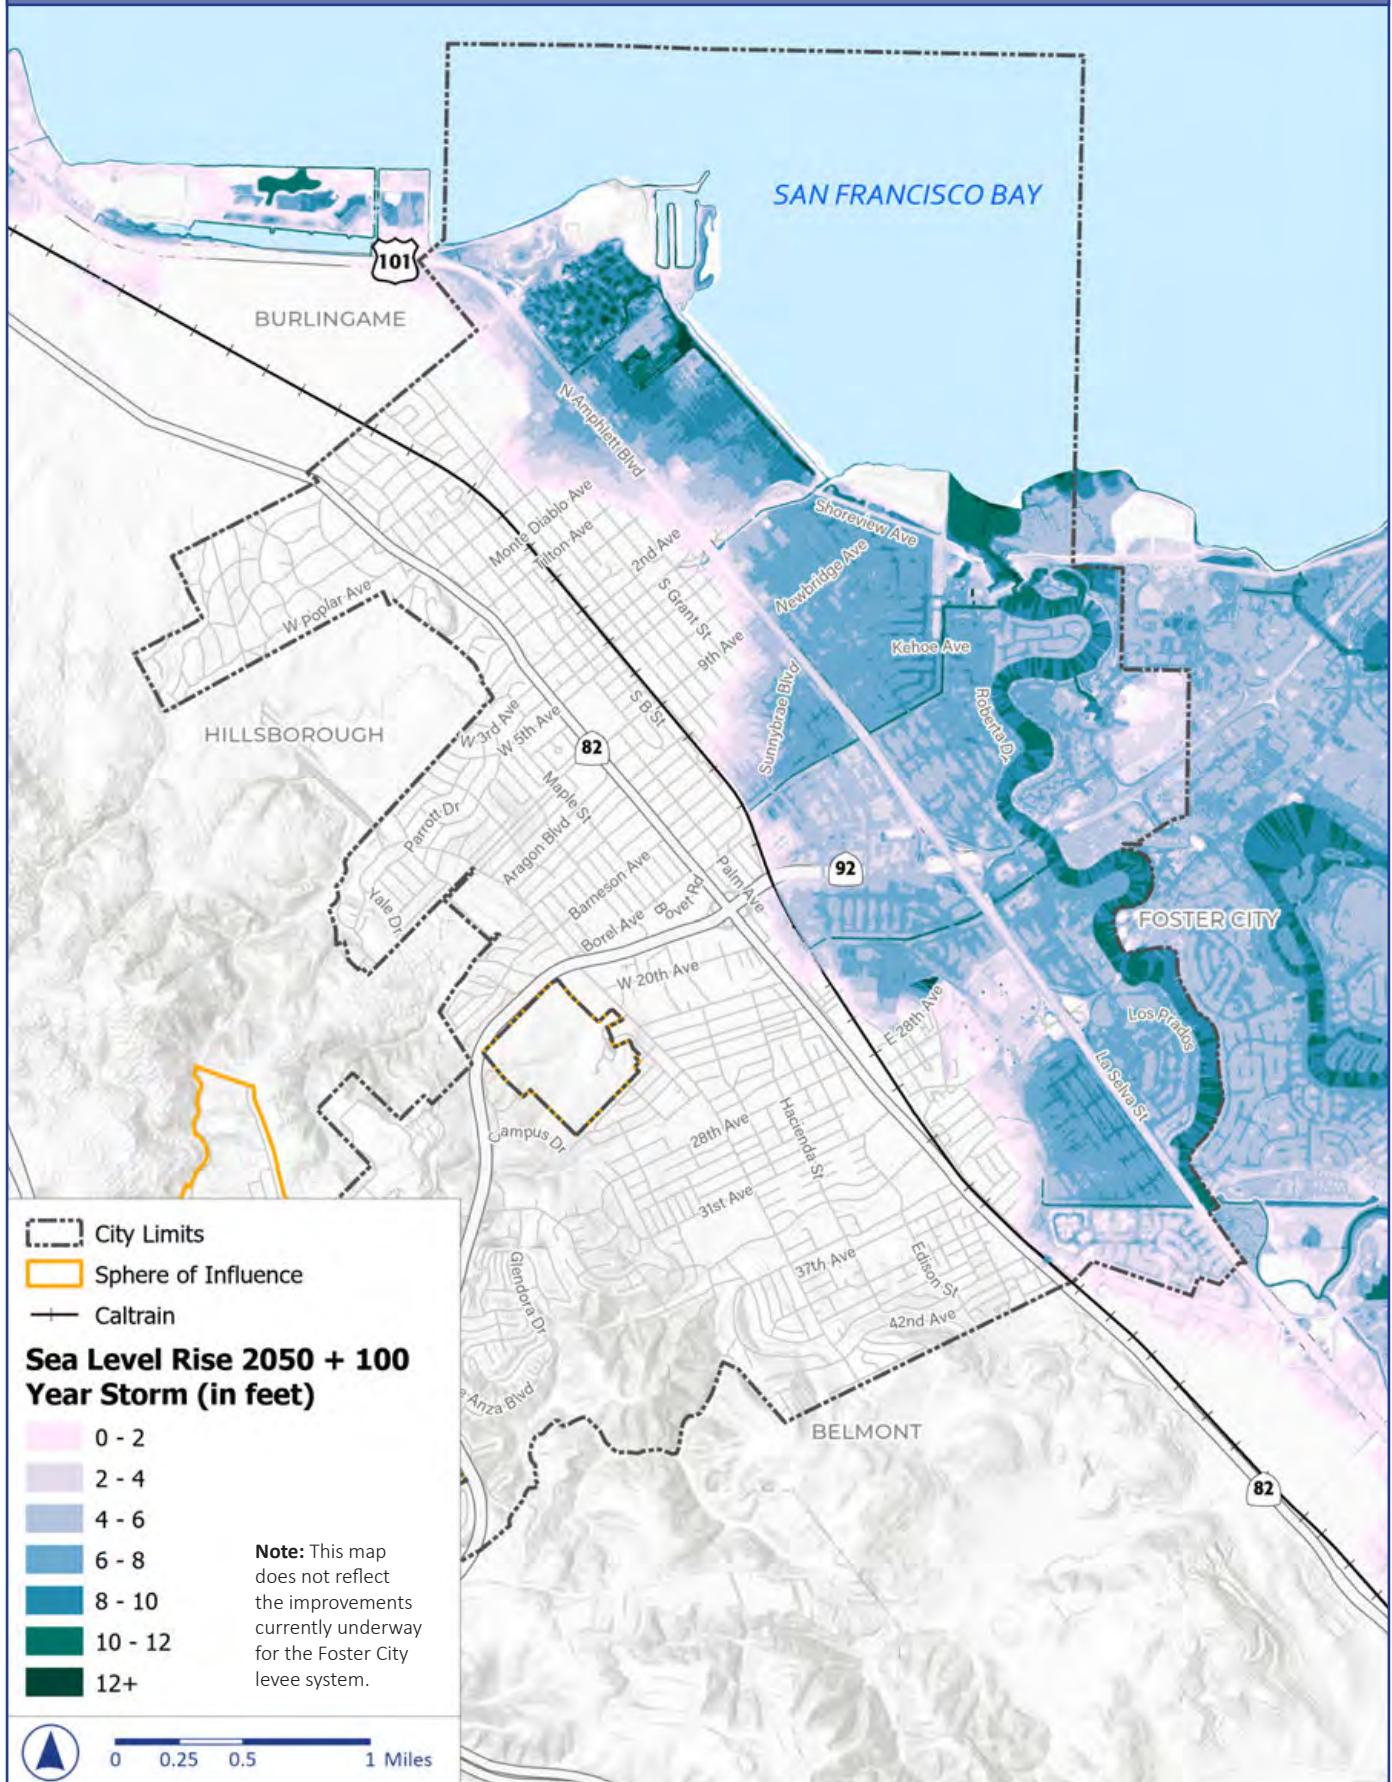 SAN FRANCISCO BAY
101
BURLINGAME
N Amphlett Blvd
Monte Diablo Ave
Tilton Ave
2nd Ave
Shoreview Ave
Newbridge Ave
S Grant St
W Poplar Ave
9th Ave
Kehoe Ave
Sunnybrae Blvd
Roberta Dr
S B St
HILLSBOROUGH
W 3rd Ave
W 5th Ave
82
Maple St
Parrott Dr
Aragon Blvd
Barneson Ave
Palm Ave
92
Bovet Rd
Yale Dr
Borel Ave
FOSTER CITY
W 20th Ave
E 28th Ave
Los Prados
La Selva St
Campus Dr
28th Ave
Hacienda St
31st Ave
37th Ave
Edison St
Glendora Dr
42nd Ave
e Anza Blvd
BELMONT
82
City Limits
Sphere of Influence
Caltrain
Sea Level Rise 2050 + 100
Year Storm (in feet)
0 - 2
2 - 4
4 - 6
6 - 8
8 - 10
10 - 12
12+
Note: This map
does not reflect
the improvements
currently underway
for the Foster City
levee system.
0 0.25 0.5 1 Miles